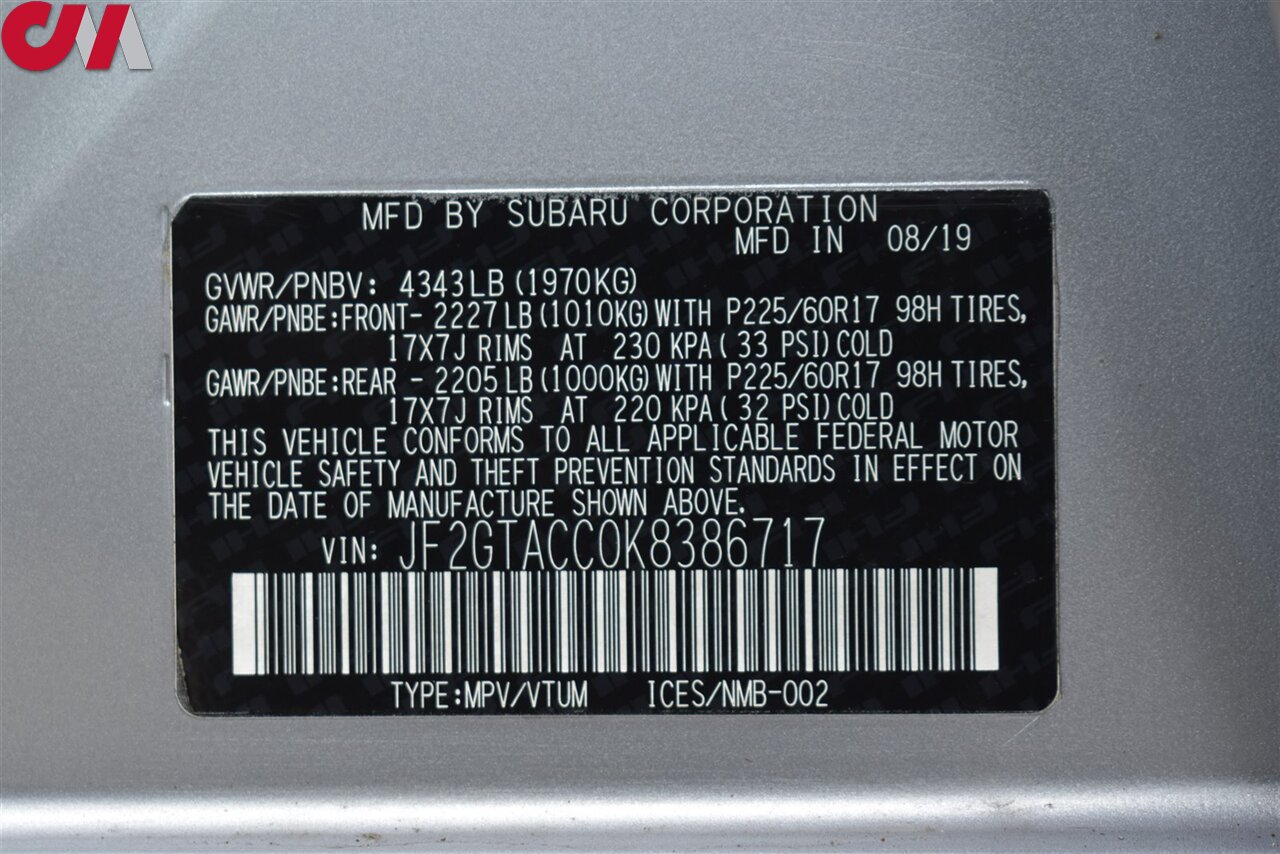 CM
MFD BY SUBARU CORPORATION
MFD IN 08/19
GVWR/PNBV: 4343LB (1970KG)
GAWR/PNBE:FRONT- 2227LB (1010KG) WITH P225/60R17 98H TIRES,
17X7J RIMS AT 230 KPA ( 33 PSI) COLD
GAWR/PNBE:REAR - 2205LB (1000KG) WITH P225/60R17 98H TIRES,
17X7J RIMS AT 220 KPA ( 32 PSI) COLD
THIS VEHICLE CONFORMS TO ALL APPLICABLE FEDERAL MOTOR
VEHICLE SAFETY AND THEFT PREVENTION STANDARDS IN EFFECT ON
THE DATE OF MANUFACTURE SHOWN ABOVE.
VIN: JF2GTACC0K8386717
TYPE:MPV/VTUM ICES/NMB-002